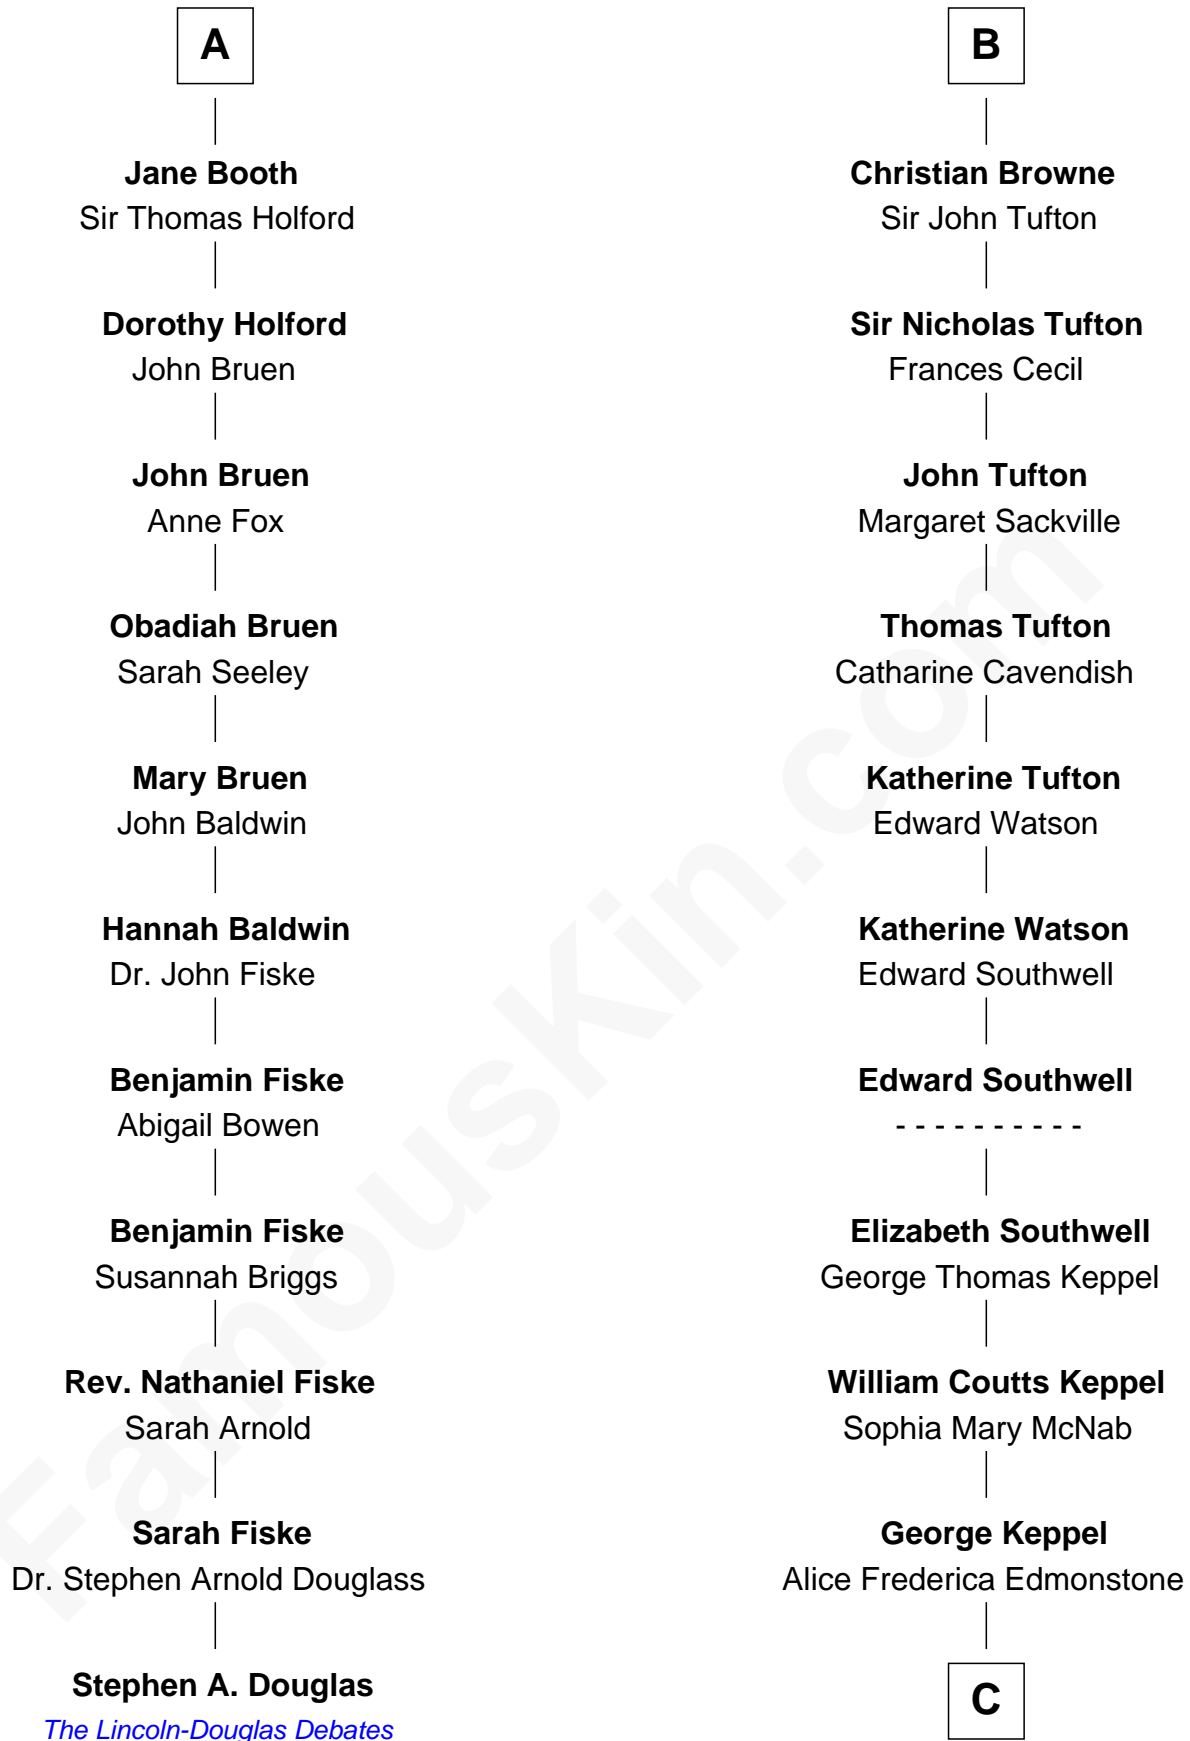 A
Jane Booth
Sir Thomas Holford
Dorothy Holford
John Bruen
John Bruen
Anne Fox
Obadiah Bruen
Sarah Seeley
Mary Bruen
John Baldwin
Hannah Baldwin
Dr. John Fiske
Benjamin Fiske
Abigail Bowen
Benjamin Fiske
Susannah Briggs
Rev. Nathaniel Fiske
Sarah Arnold
Sarah Fiske
Dr. Stephen Arnold Douglass
Stephen A. Douglas
The Lincoln-Douglas Debates
B
Christian Browne
Sir John Tufton
Sir Nicholas Tufton
Frances Cecil
John Tufton
Margaret Sackville
Thomas Tufton
Catharine Cavendish
Katherine Tufton
Edward Watson
Katherine Watson
Edward Southwell
Edward Southwell
- - - - - - - - - -
Elizabeth Southwell
George Thomas Keppel
William Coutts Keppel
Sophia Mary McNab
George Keppel
Alice Frederica Edmonstone
C
FamousKin.com